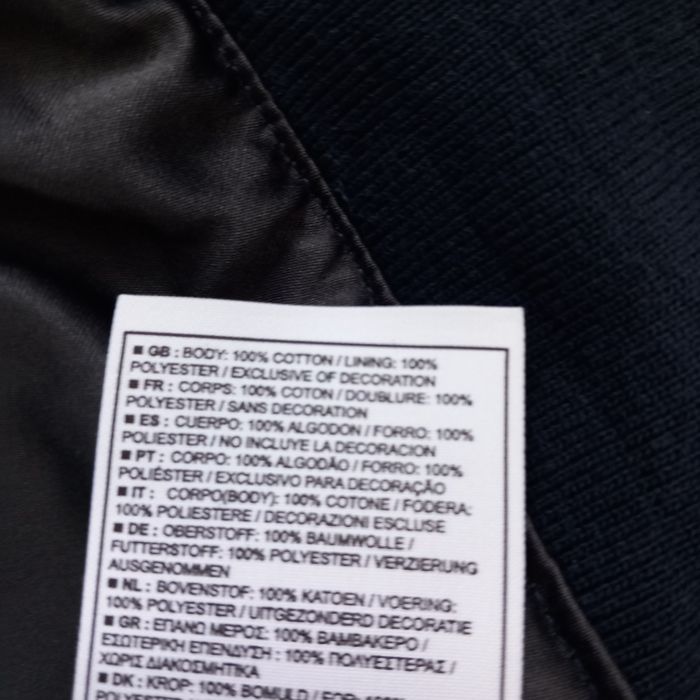 ■ GB : BODY: 100% COTTON / LINING: 100%
POLYESTER / EXCLUSIVE OF DECORATION
■ FR : CORPS: 100% COTON / DOUBLURE: 100%
POLYESTER / SANS DECORATION
■ ES : CUERPO: 100% ALGODON / FORRO: 100%
POLIESTER / NO INCLUYE LA DECORACION
■ PT : CORPO: 100% ALGODÃO / FORRO: 100%
POLIÉSTER / EXCLUSIVO PARA DECORAÇÃO
■ IT : CORPO(BODY): 100% COTONE / FODERA:
100% POLIESTERE / DECORAZIONI ESCLUSE
■ DE : OBERSTOFF: 100% BAUMWOLLE /
FUTTERSTOFF: 100% POLYESTER / VERZIERUNG
AUSGENOMMEN
■ NL : BOVENSTOF: 100% KATOEN / VOERING:
100% POLYESTER / UITGEZONDERD DECORATIE
■ GR : ΕΠΑΝΩ ΜΕΡΟΣ: 100% ΒΑΜΒΑΚΕΡΟ /
ΕΣΩΤΕΡΙΚΗ ΕΠΕΝΔΥΣΗ : 100% ΠΟΛΥΕΣΤΕΡΑΣ /
ΧΩΡΙΣ ΔΙΑΚΟΣΜΗΤΙΚΑ
■ DK : KROP: 100% BOMULD / FOR: 100%